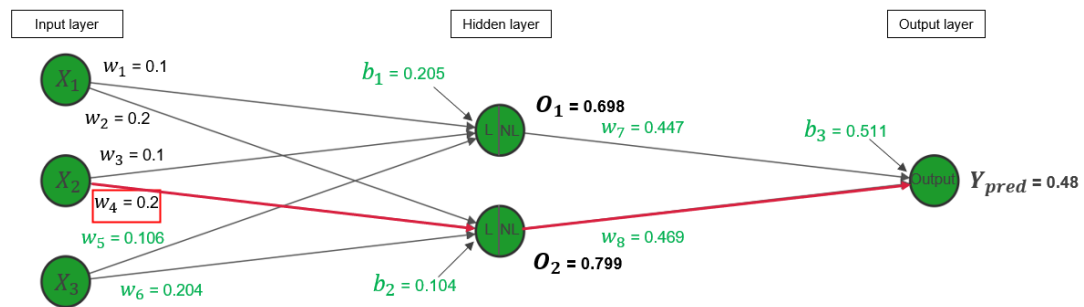 Input layer
Hidden layer
Output layer
X₁
w₁ = 0.1
b₁ = 0.205
w₂ = 0.2
L NL
O₁ = 0.698
w₇ = 0.447
b₃ = 0.511
w₃ = 0.1
X₂
w₄ = 0.2
Output
Y_pred = 0.48
w₅ = 0.106
L NL
w₈ = 0.469
O₂ = 0.799
X₃
w₆ = 0.204
b₂ = 0.104